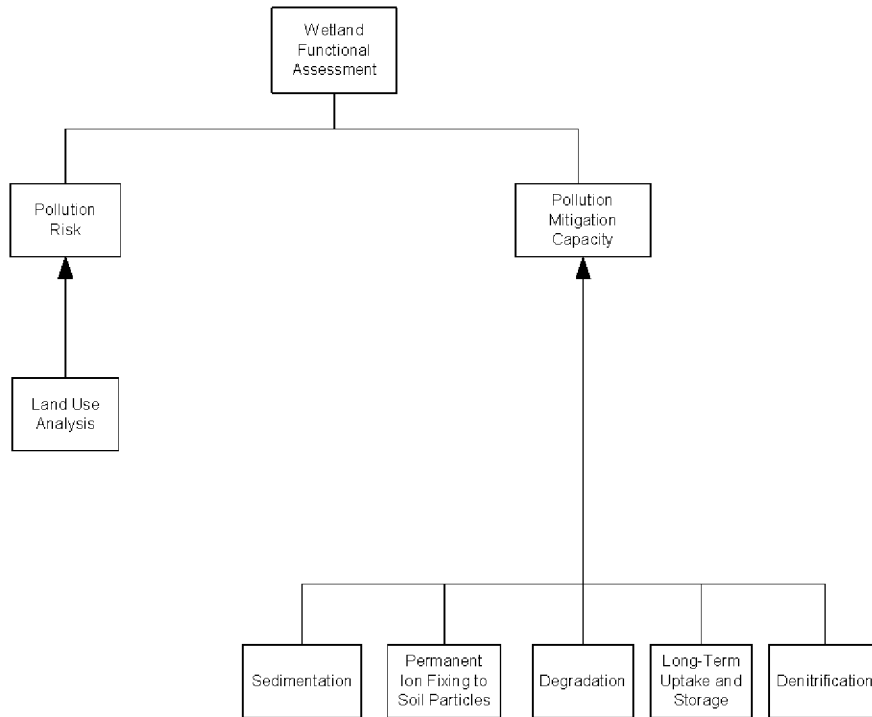 Wetland
Functional
Assessment
Pollution
Risk
Pollution
Mitigation
Capacity
Land Use
Analysis
Sedimentation
Permanent
Ion Fixing to
Soil Particles
Degradation
Long-Term
Uptake and
Storage
Denitrification